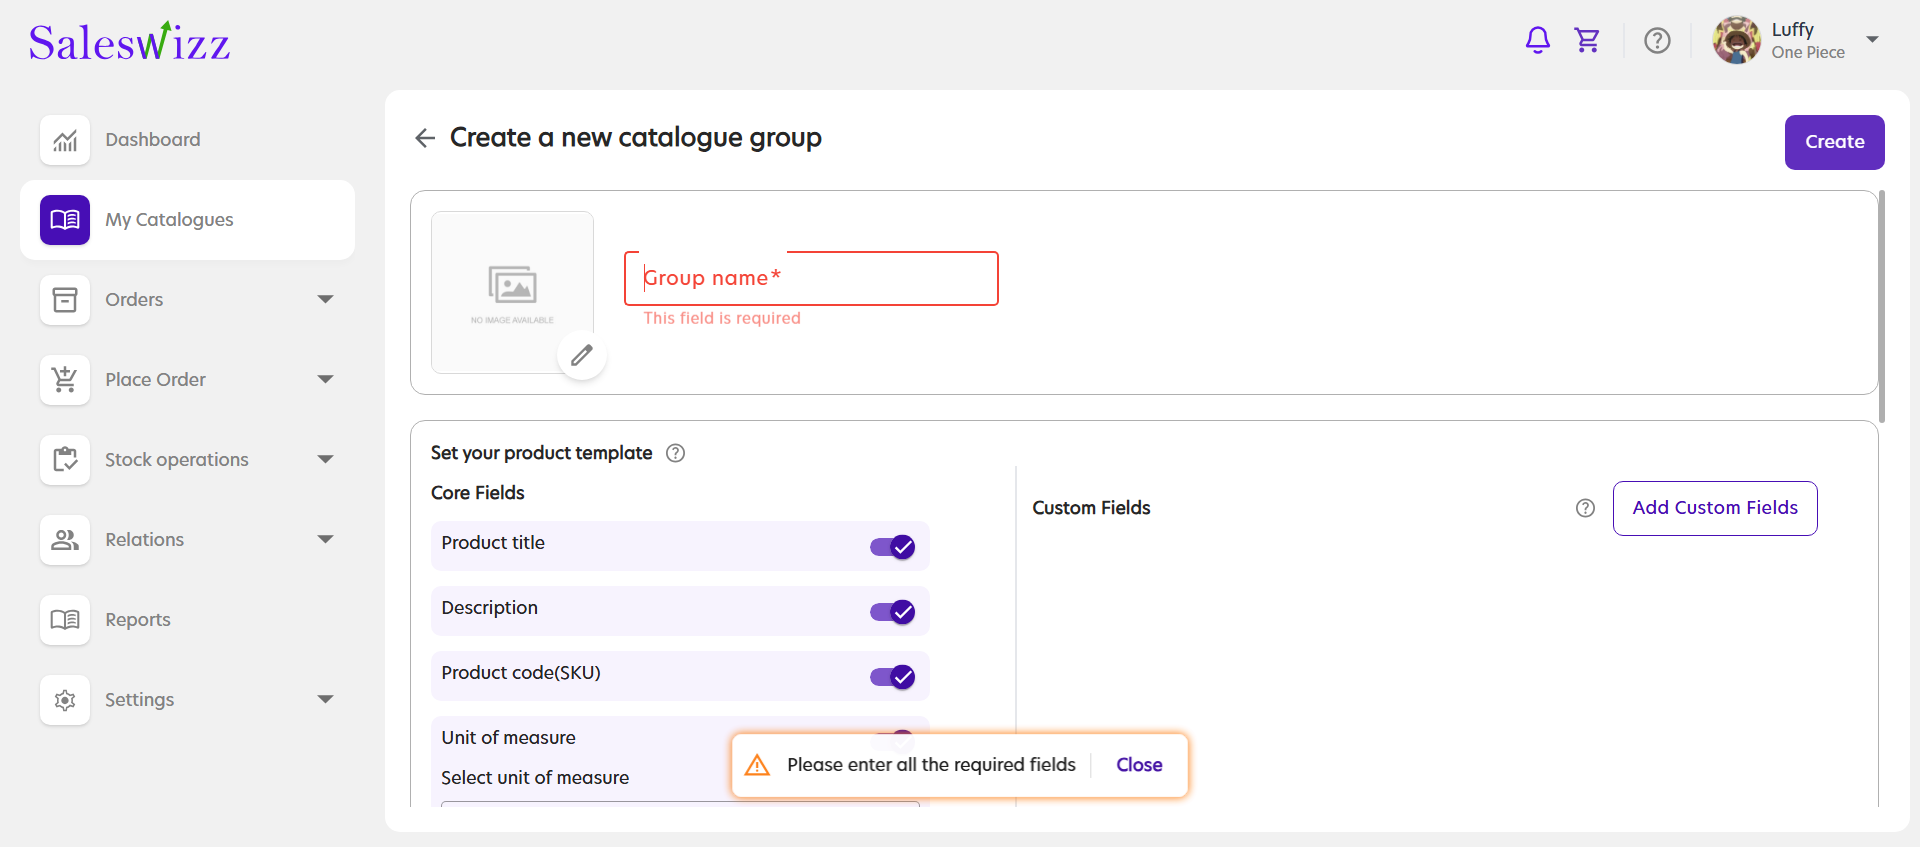 Saleswizz
Luffy
One Piece
Dashboard
My Catalogues
Orders
Place Order
Stock operations
Relations
Reports
Settings
Create a new catalogue group
Create
NO IMAGE AVAILABLE
Group name*
This field is required
Set your product template
Core Fields
Product title
Description
Product code(SKU)
Unit of measure
Select unit of measure
Custom Fields
Add Custom Fields
Please enter all the required fields
Close